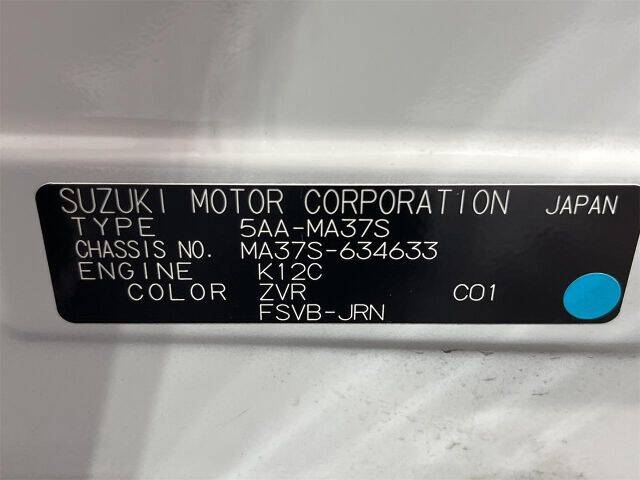 SUZUKI MOTOR CORPORATION JAPAN
TYPE 5AA-MA37S
CHASSIS NO. MA37S-634633
ENGINE K12C
COLOR ZVR C01
FSVB-JRN